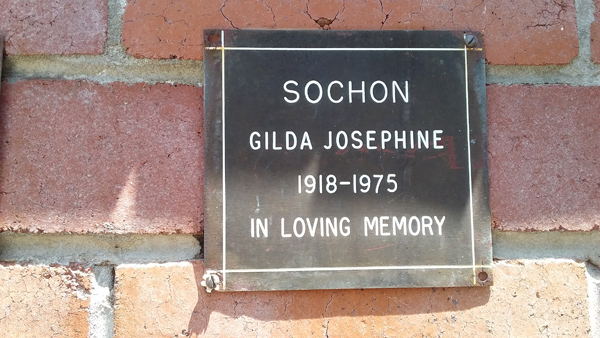 SOCHON
GILDA JOSEPHINE
1918-1975
IN LOVING MEMORY